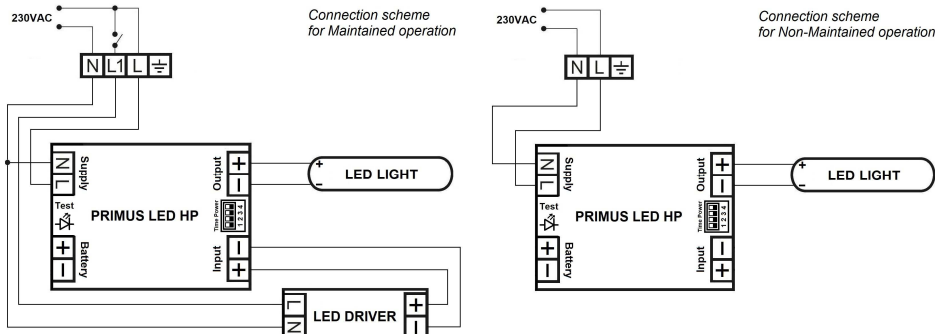 230VAC
Connection scheme
for Maintained operation
N L1 L
N L
Supply
Output
+
-
+
-
LED LIGHT
Test
PRIMUS LED HP
Time Power
1 2 3 4
+
-
Battery
Input
-
+
L
N
LED DRIVER
+
-
230VAC
Connection scheme
for Non-Maintained operation
N L
N L
Supply
Output
+
-
+
-
LED LIGHT
Test
PRIMUS LED HP
Time Power
1 2 3 4
+
-
Battery
Input
-
+